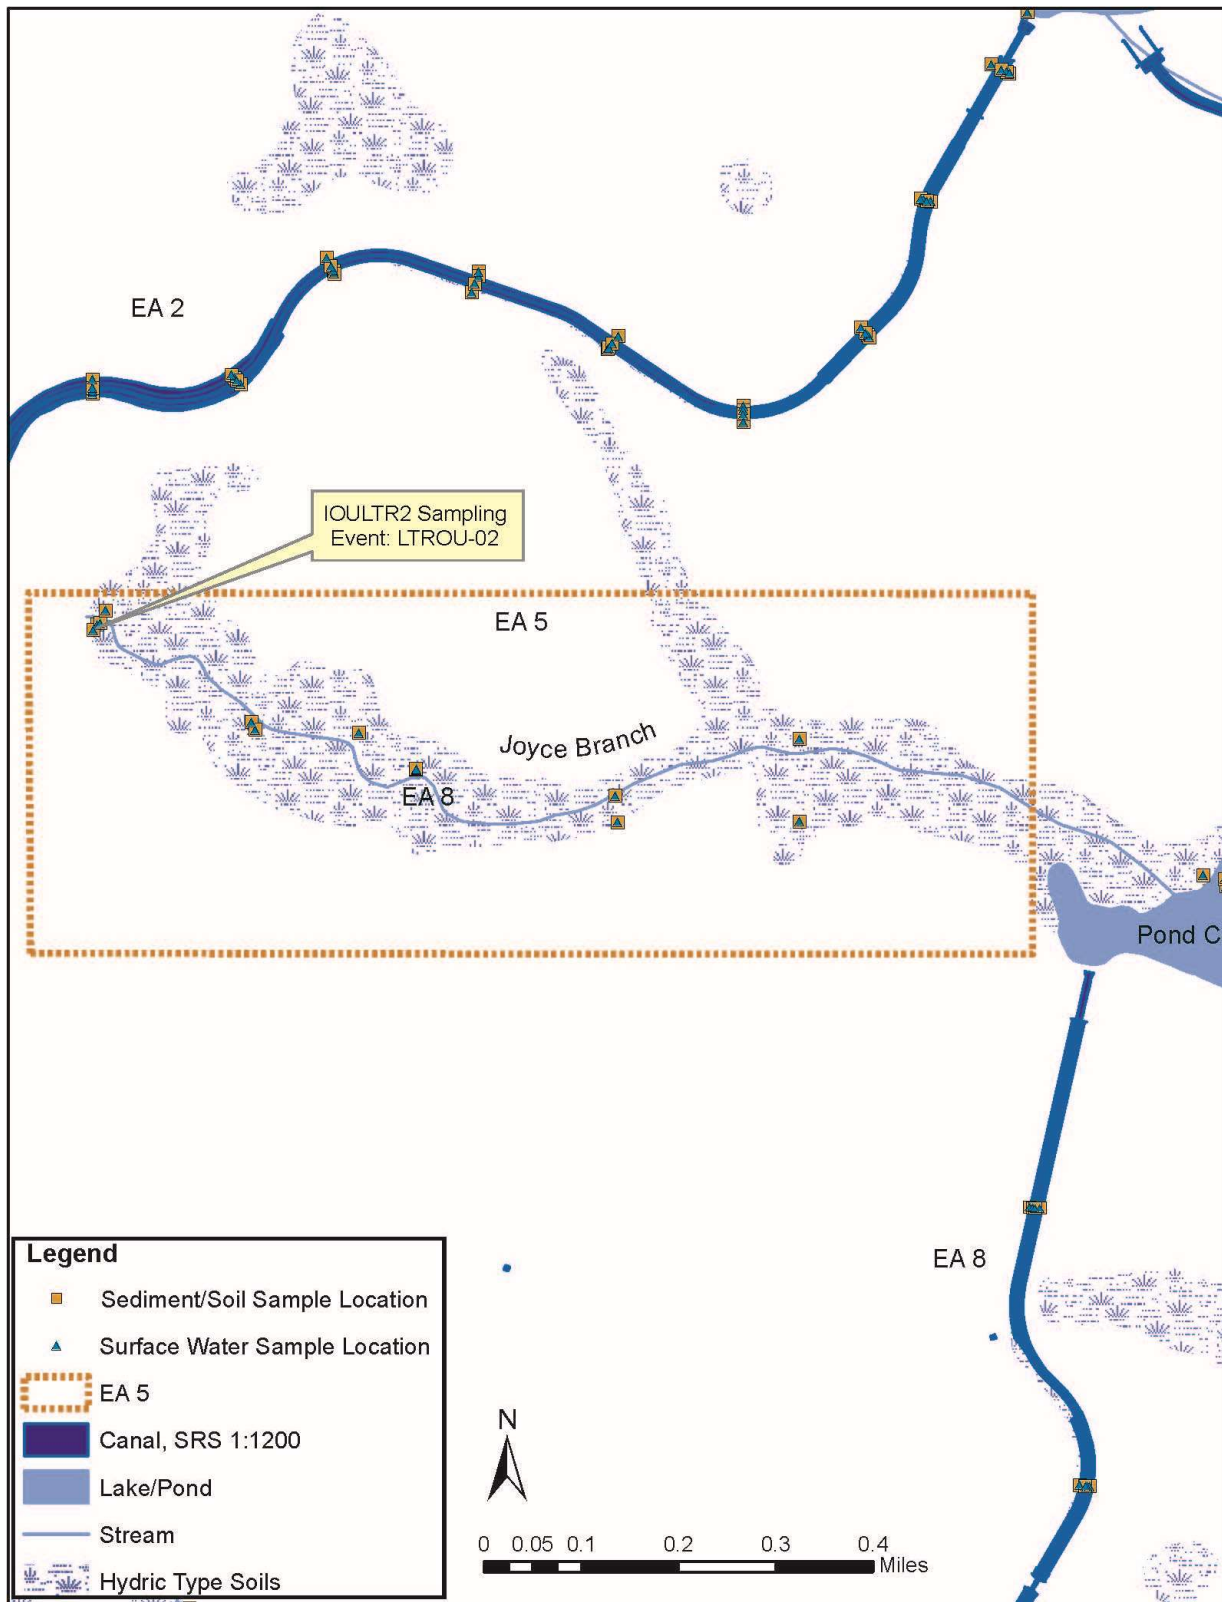 EA 2
IOULTR2 Sampling
Event: LTROU-02
EA 5
Joyce Branch
EA 8
Pond C
EA 8
Legend
Sediment/Soil Sample Location
Surface Water Sample Location
EA 5
Canal, SRS 1:1200
Lake/Pond
Stream
Hydric Type Soils
N
0 0.05 0.1 0.2 0.3 0.4
Miles